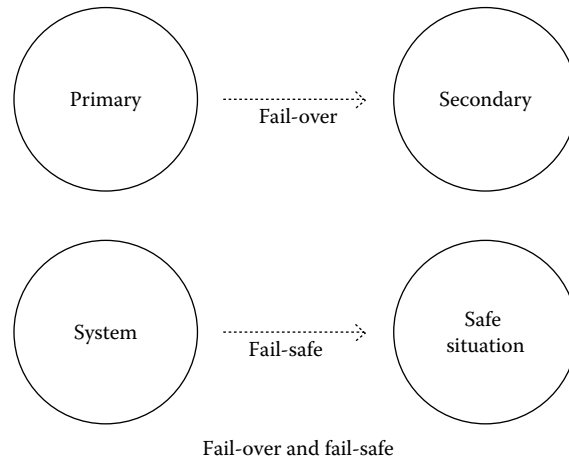 Primary
Fail-over
Secondary
System
Fail-safe
Safe
situation
Fail-over and fail-safe